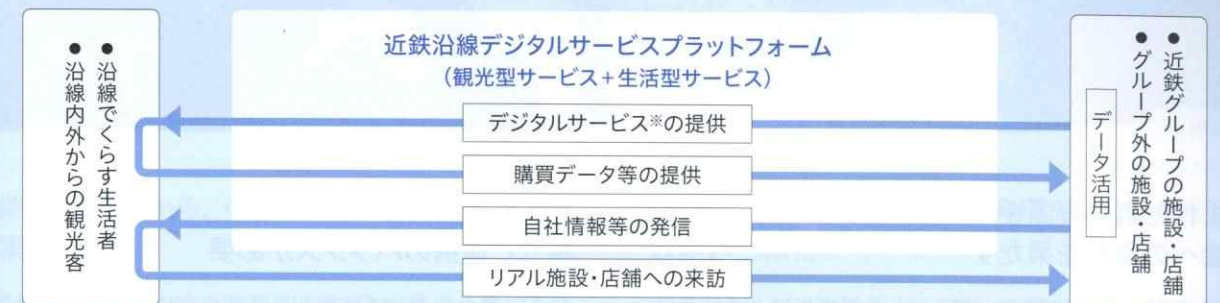 近鉄沿線デジタルサービスプラットフォーム
（観光型サービス+生活型サービス）
●沿線でくらす生活者
●沿線内外からの観光客
デジタルサービス※の提供
購買データ等の提供
自社情報等の発信
リアル施設・店舗への来訪
●近鉄グループの施設・店舗
●グループ外の施設・店舗
データ活用